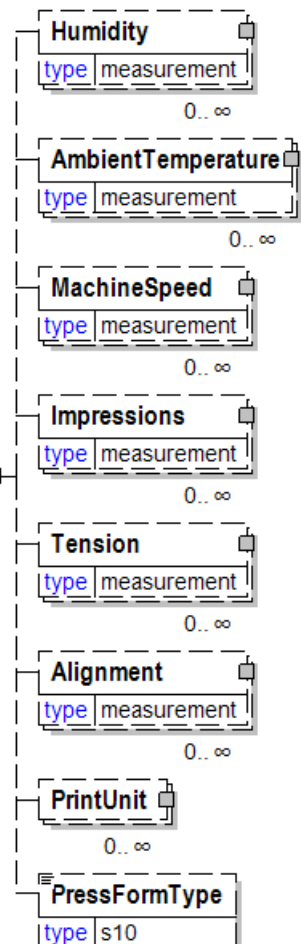 Humidity
type measurement
0.. ∞
AmbientTemperature
type measurement
0.. ∞
MachineSpeed
type measurement
0.. ∞
Impressions
type measurement
0.. ∞
Tension
type measurement
0.. ∞
Alignment
type measurement
0.. ∞
PrintUnit
0.. ∞
PressFormType
type s10